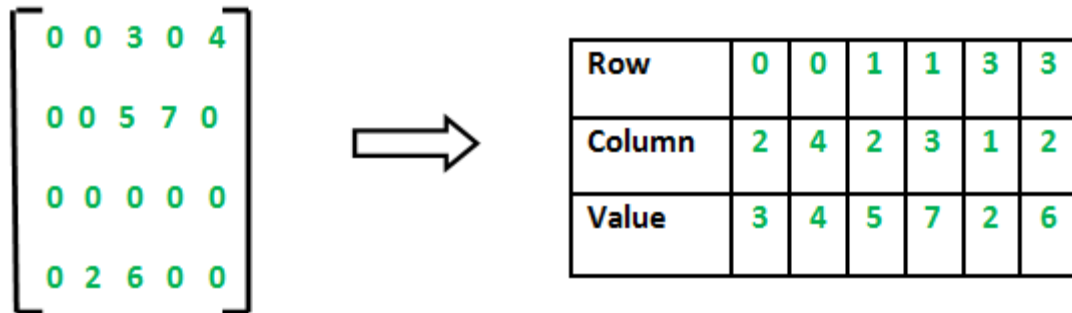 0 0 3 0 4
0 0 5 7 0
0 0 0 0 0
0 2 6 0 0
Row 0 0 1 1 3 3
Column 2 4 2 3 1 2
Value 3 4 5 7 2 6